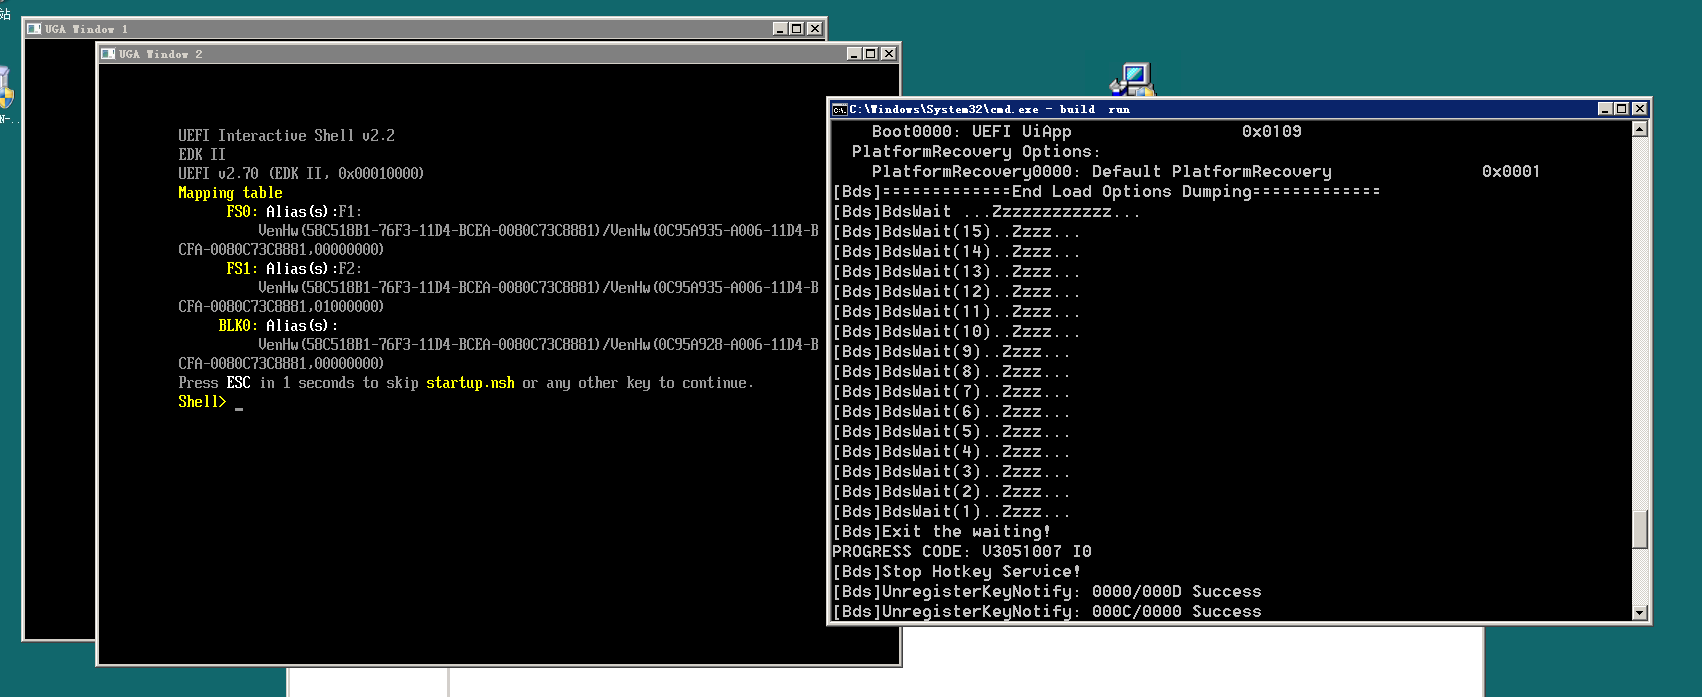 站
N-..
UGA Window 1
UGA Window 2
UEFI Interactive Shell v2.2
EDK II
UEFI v2.70 (EDK II, 0x00010000)
Mapping table
FS0: Alias(s):F1:
VenHw(58C518B1-76F3-11D4-BCEA-0080C73C8881)/VenHw(0C95A935-A006-11D4-B
CFA-0080C73C8881,00000000)
FS1: Alias(s):F2:
VenHw(58C518B1-76F3-11D4-BCEA-0080C73C8881)/VenHw(0C95A935-A006-11D4-B
CFA-0080C73C8881,01000000)
BLK0: Alias(s):
VenHw(58C518B1-76F3-11D4-BCEA-0080C73C8881)/VenHw(0C95A928-A006-11D4-B
CFA-0080C73C8881,00000000)
Press ESC in 1 seconds to skip startup.nsh or any other key to continue.
Shell> _
C:\Windows\System32\cmd.exe - build  run
Boot0000: UEFI UiApp 0x0109
PlatformRecovery Options:
PlatformRecovery0000: Default PlatformRecovery 0x0001
[Bds]=============End Load Options Dumping=============
[Bds]BdsWait ...Zzzzzzzzzzzz...
[Bds]BdsWait(15)..Zzzz...
[Bds]BdsWait(14)..Zzzz...
[Bds]BdsWait(13)..Zzzz...
[Bds]BdsWait(12)..Zzzz...
[Bds]BdsWait(11)..Zzzz...
[Bds]BdsWait(10)..Zzzz...
[Bds]BdsWait(9)..Zzzz...
[Bds]BdsWait(8)..Zzzz...
[Bds]BdsWait(7)..Zzzz...
[Bds]BdsWait(6)..Zzzz...
[Bds]BdsWait(5)..Zzzz...
[Bds]BdsWait(4)..Zzzz...
[Bds]BdsWait(3)..Zzzz...
[Bds]BdsWait(2)..Zzzz...
[Bds]BdsWait(1)..Zzzz...
[Bds]Exit the waiting!
PROGRESS CODE: V3051007 I0
[Bds]Stop Hotkey Service!
[Bds]UnregisterKeyNotify: 0000/000D Success
[Bds]UnregisterKeyNotify: 000C/0000 Success